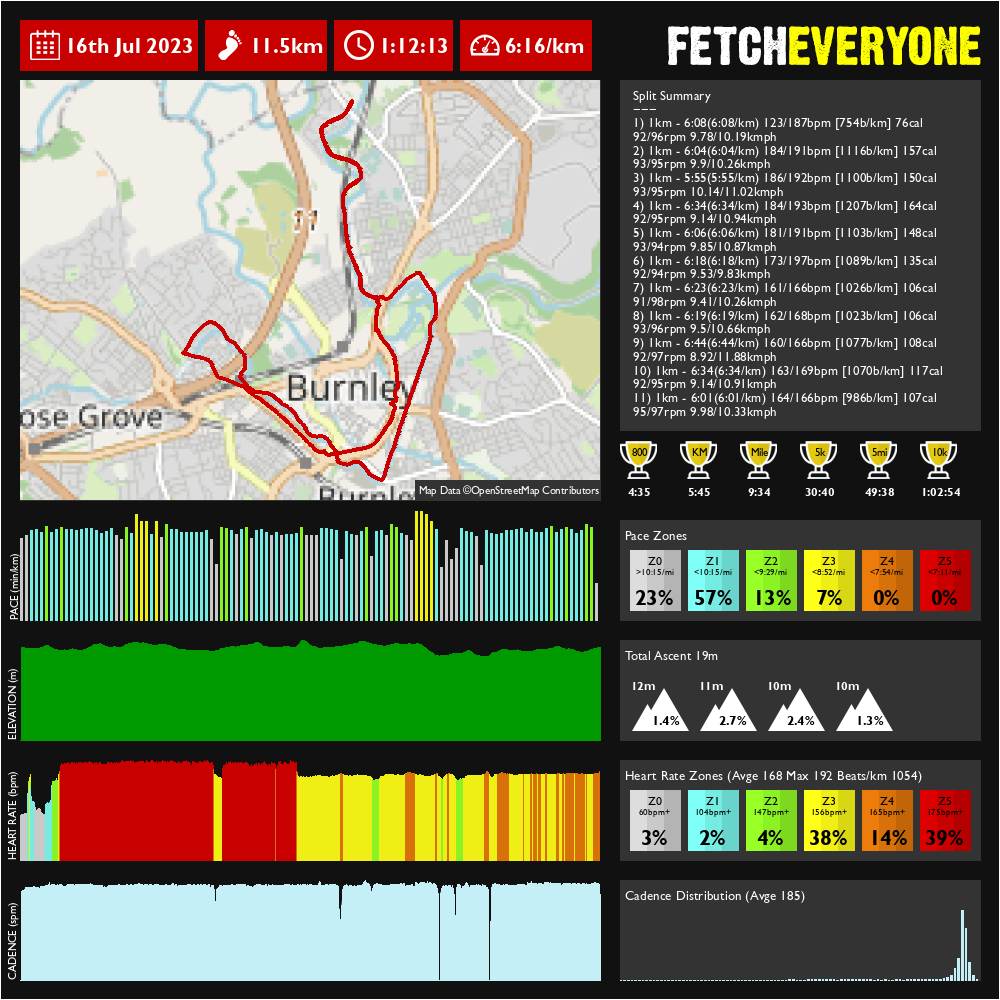 16th Jul 2023
11.5km
1:12:13
6:16/km
FETCHEVERYONE
11
Burnley
ose Grove
Map Data ©OpenStreetMap Contributors
Split Summary
---
1) 1km - 6:08(6:08/km) 123/187bpm [754b/km] 76cal
92/96rpm 9.78/10.19kmph
2) 1km - 6:04(6:04/km) 184/191bpm [1116b/km] 157cal
93/95rpm 9.9/10.26kmph
3) 1km - 5:55(5:55/km) 186/192bpm [1100b/km] 150cal
92/95rpm 10.14/11.02kmph
4) 1km - 6:34(6:34/km) 184/193bpm [1207b/km] 164cal
92/95rpm 9.14/10.94kmph
5) 1km - 6:06(6:06/km) 181/191bpm [1103b/km] 148cal
93/94rpm 9.85/10.87kmph
6) 1km - 6:18(6:18/km) 173/197bpm [1089b/km] 135cal
92/94rpm 9.53/9.83kmph
7) 1km - 6:23(6:23/km) 161/166bpm [1026b/km] 106cal
91/98rpm 9.41/10.26kmph
8) 1km - 6:19(6:19/km) 162/168bpm [1023b/km] 106cal
93/96rpm 9.5/10.66kmph
9) 1km - 6:44(6:44/km) 160/166bpm [1077b/km] 108cal
92/97rpm 8.92/11.88kmph
10) 1km - 6:34(6:34/km) 163/169bpm [1070b/km] 117cal
92/95rpm 9.14/10.91kmph
11) 1km - 6:01(6:01/km) 164/166bpm [986b/km] 107cal
95/97rpm 9.98/10.33kmph
800 KM Mile 5k 5mi 10k
4:35 5:45 9:34 30:40 49:38 1:02:54
PACE (min/km)
Pace Zones
Z0 Z1 Z2 Z3 Z4 Z5
>10:15/mi <10:15/mi <9:29/mi <8:52/mi <7:54/mi <7:11/mi
23% 57% 13% 7% 0% 0%
ELEVATION (m)
Total Ascent 19m
12m 11m 10m 10m
1.4% 2.7% 2.4% 1.3%
HEART RATE (bpm)
Heart Rate Zones (Avge 168 Max 192 Beats/km 1054)
Z0 Z1 Z2 Z3 Z4 Z5
60bpm+ 104bpm+ 147bpm+ 156bpm+ 165bpm+ 175bpm+
3% 2% 4% 38% 14% 39%
CADENCE (spm)
Cadence Distribution (Avge 185)